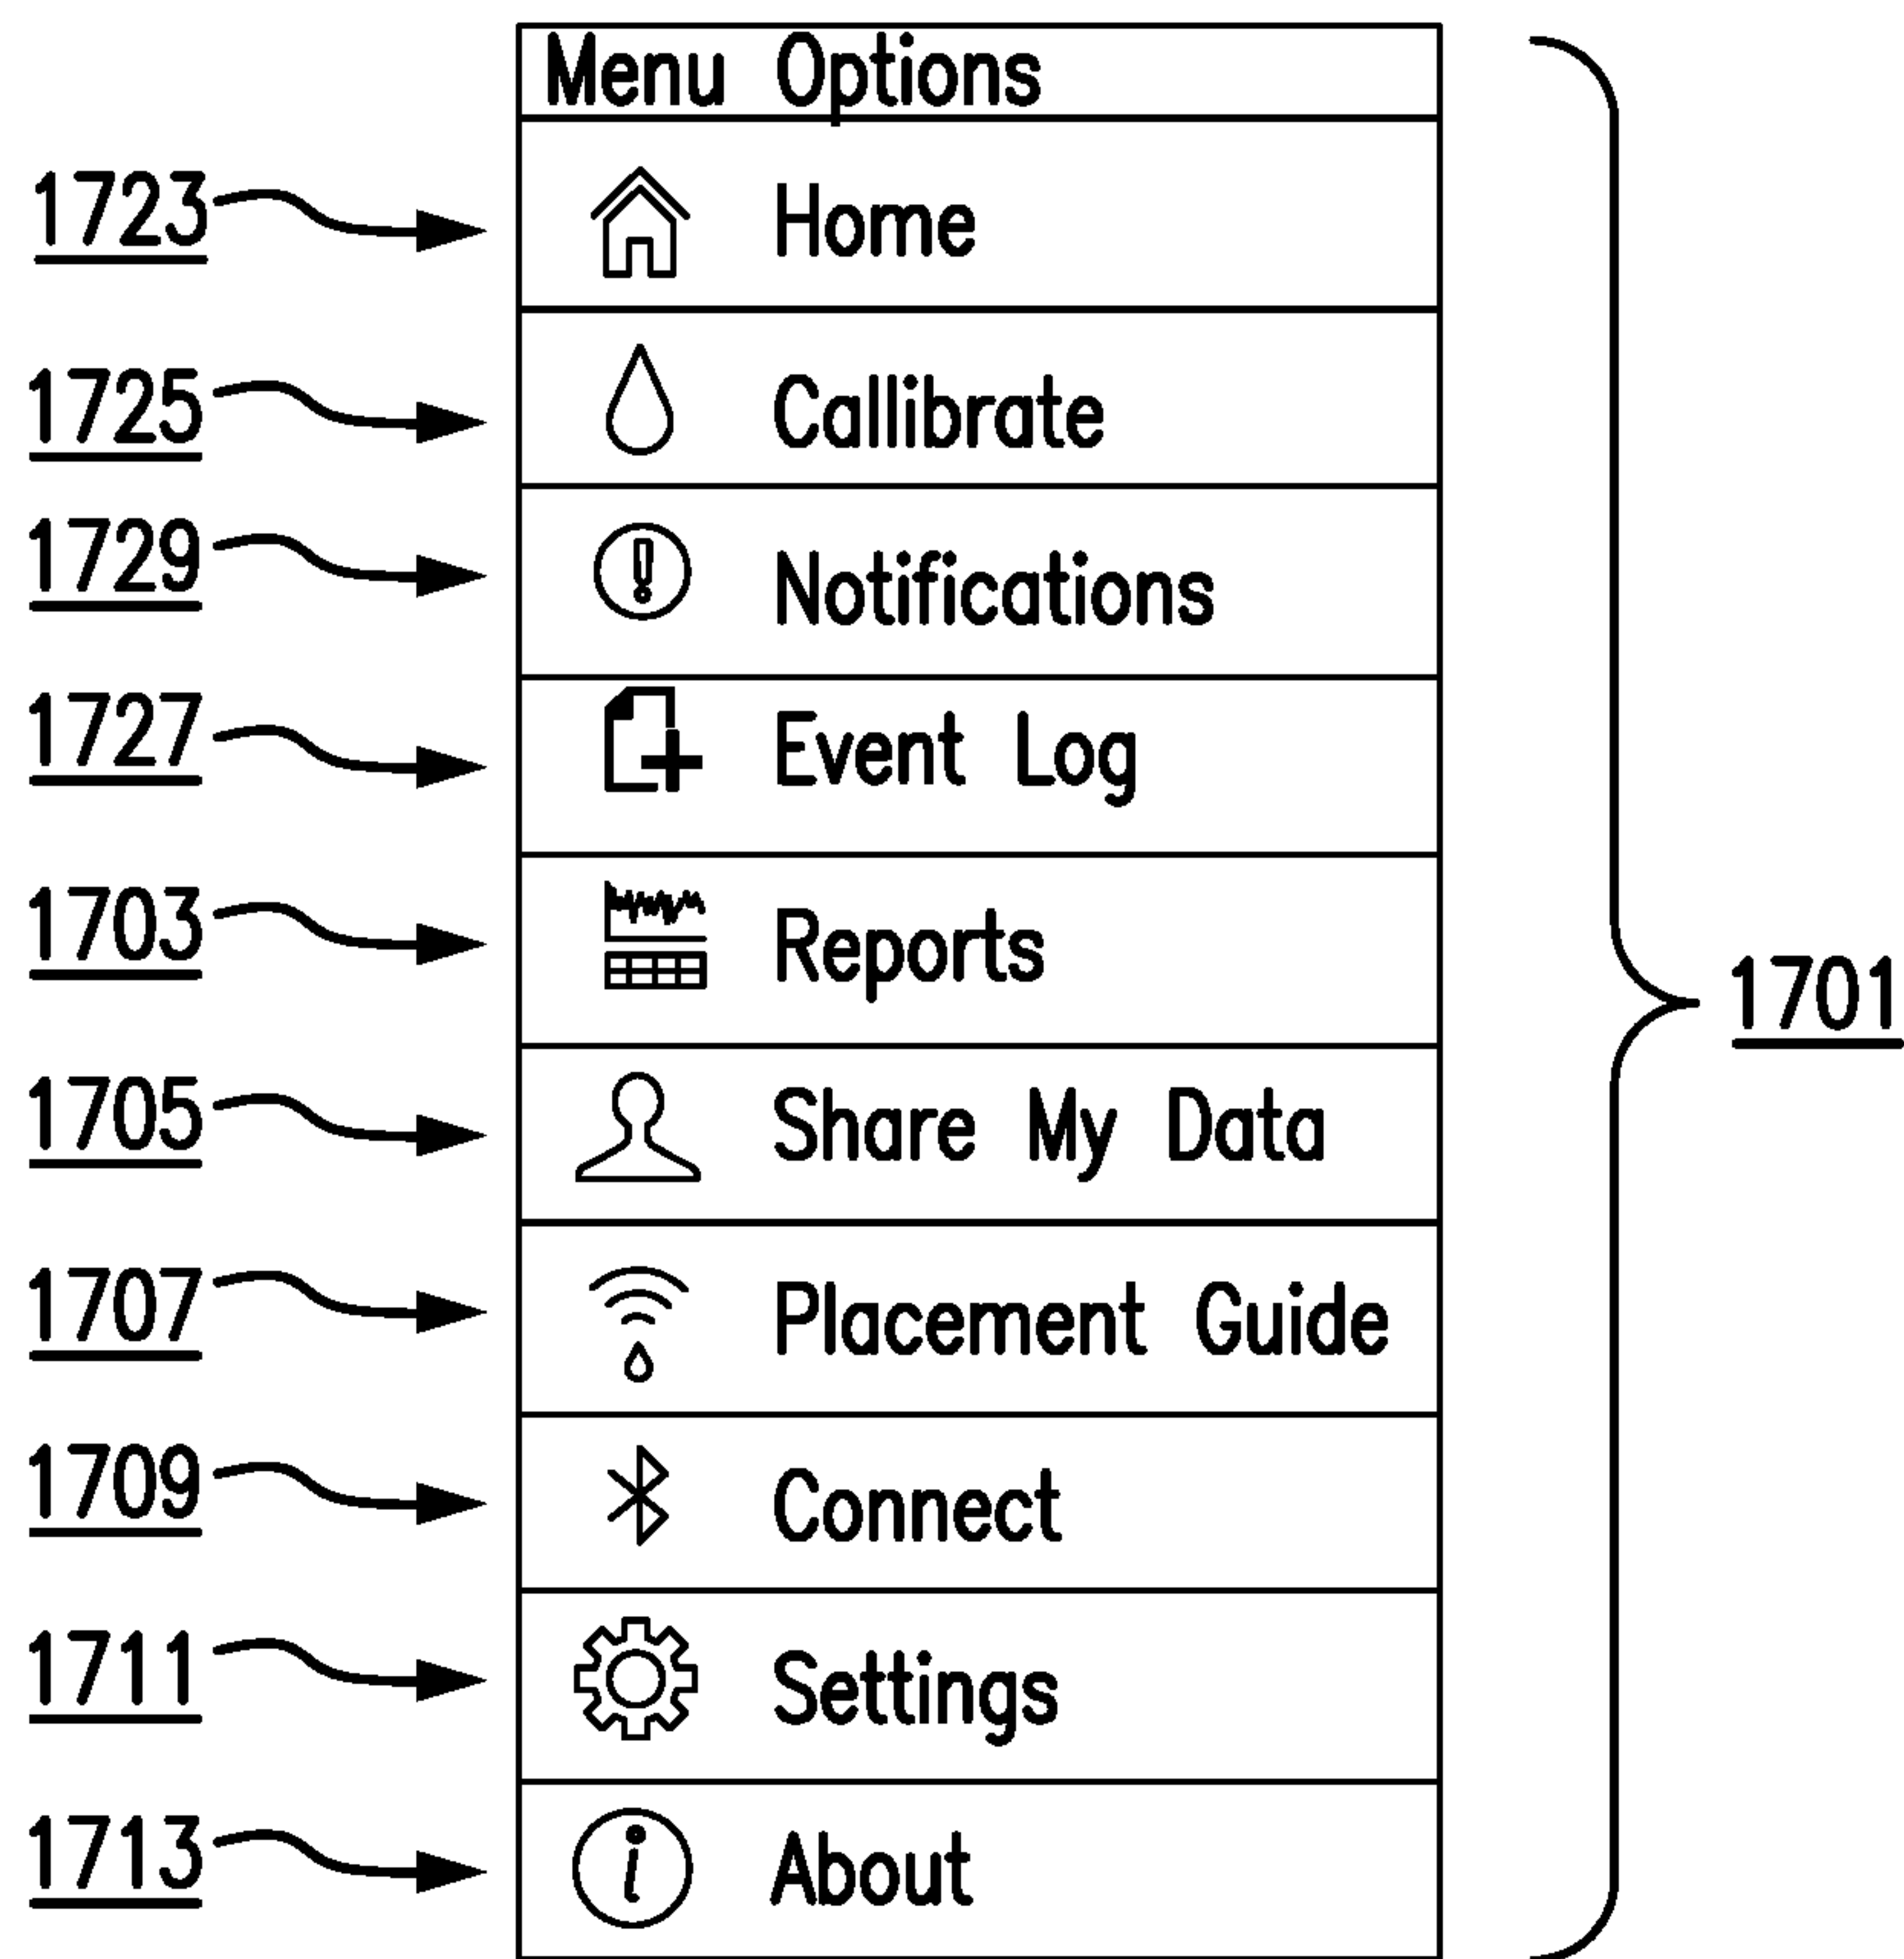 Menu Options
1723 Home
1725 Callibrate
1729 Notifications
1727 Event Log
1703 Reports
1701
1705 Share My Data
1707 Placement Guide
1709 Connect
1711 Settings
1713 About